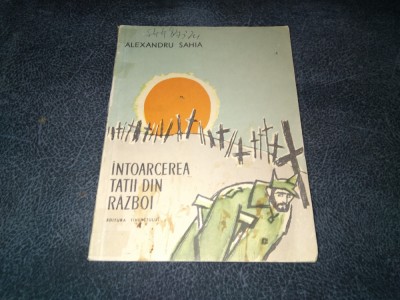 ALEXANDRU SAHIA
ÎNTOARCEREA
TATII DIN
RĂZBOI
EDITURA TINERETULUI